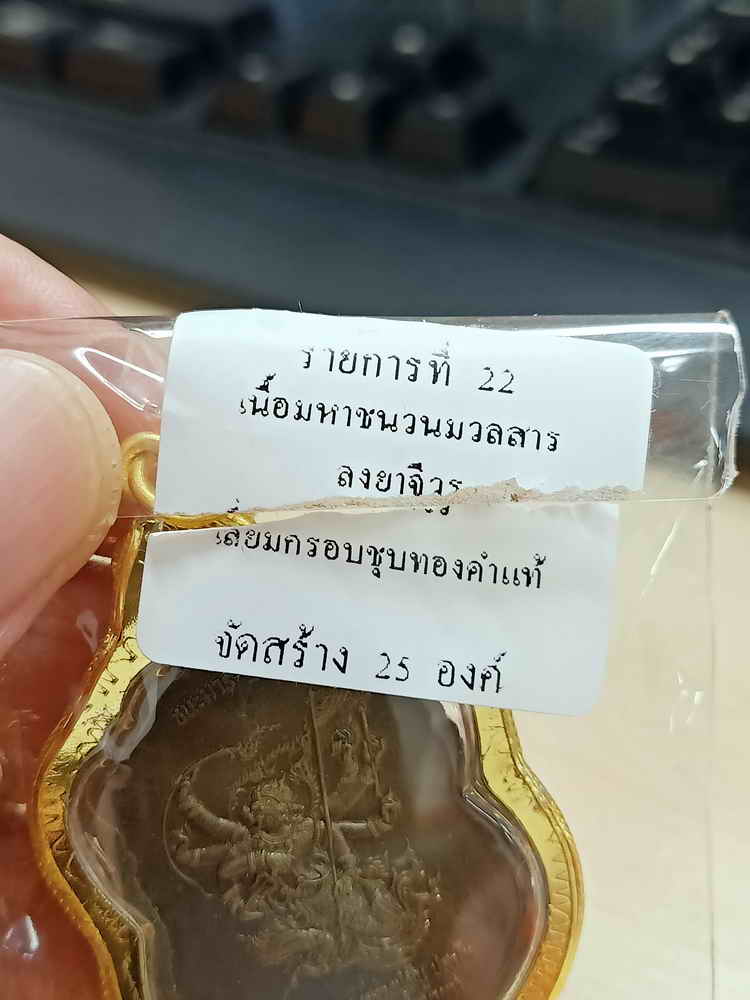 รายการที่ 22
เนื้อมหาชนวนมวลสาร
ลงยาจีวร
เลี่ยมกรอบชุบทองคำแท้
จัดสร้าง 25 องค์